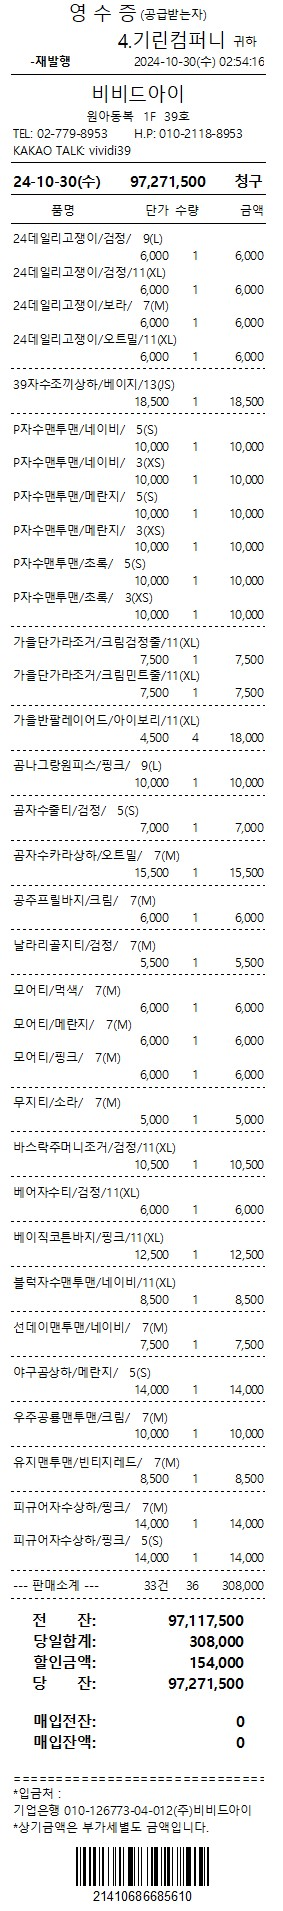 영 수 증 (공급받는자)
4.기린컴퍼니 귀하
-재발행 2024-10-30(수) 02:54:16
비비드아이
원아동복 1F 39호
TEL: 02-779-8953 H.P: 010-2118-8953
KAKAO TALK: vividi39
24-10-30(수) 97,271,500 청구
품명 단가 수량 금액
24데일리고쟁이/검정/ 9(L)
6,000 1 6,000
24데일리고쟁이/검정/11(XL)
6,000 1 6,000
24데일리고쟁이/보라/ 7(M)
6,000 1 6,000
24데일리고쟁이/오트밀/11(XL)
6,000 1 6,000
39자수조끼상하/베이지/13(JS)
18,500 1 18,500
P자수맨투맨/네이비/ 5(S)
10,000 1 10,000
P자수맨투맨/네이비/ 3(XS)
10,000 1 10,000
P자수맨투맨/메란지/ 5(S)
10,000 1 10,000
P자수맨투맨/메란지/ 3(XS)
10,000 1 10,000
P자수맨투맨/초록/ 5(S)
10,000 1 10,000
P자수맨투맨/초록/ 3(XS)
10,000 1 10,000
가을단가라조거/크림검정줄/11(XL)
7,500 1 7,500
가을단가라조거/크림민트줄/11(XL)
7,500 1 7,500
가을반팔레이어드/아이보리/11(XL)
4,500 4 18,000
곰나그랑원피스/핑크/ 9(L)
10,000 1 10,000
곰자수줄티/검정/ 5(S)
7,000 1 7,000
곰자수카라상하/오트밀/ 7(M)
15,500 1 15,500
공주프릴바지/크림/ 7(M)
6,000 1 6,000
날라리골지티/검정/ 7(M)
5,500 1 5,500
모어티/먹색/ 7(M)
6,000 1 6,000
모어티/메란지/ 7(M)
6,000 1 6,000
모어티/핑크/ 7(M)
6,000 1 6,000
무지티/소라/ 7(M)
5,000 1 5,000
바스락주머니조거/검정/11(XL)
10,500 1 10,500
베어자수티/검정/11(XL)
6,000 1 6,000
베이직코튼바지/핑크/11(XL)
12,500 1 12,500
블럭자수맨투맨/네이비/11(XL)
8,500 1 8,500
선데이맨투맨/네이비/ 7(M)
7,500 1 7,500
야구곰상하/메란지/ 5(S)
14,000 1 14,000
우주공룡맨투맨/크림/ 7(M)
10,000 1 10,000
유지맨투맨/빈티지레드/ 7(M)
8,500 1 8,500
피규어자수상하/핑크/ 7(M)
14,000 1 14,000
피규어자수상하/핑크/ 5(S)
14,000 1 14,000
--- 판매소계 --- 33건 36 308,000
전 잔: 97,117,500
당일합계: 308,000
할인금액: 154,000
당 잔: 97,271,500
매입전잔: 0
매입잔액: 0
==============================
*입금처 :
기업은행 010-126773-04-012(주)비비드아이
*상기금액은 부가세별도 금액입니다.
21410686685610